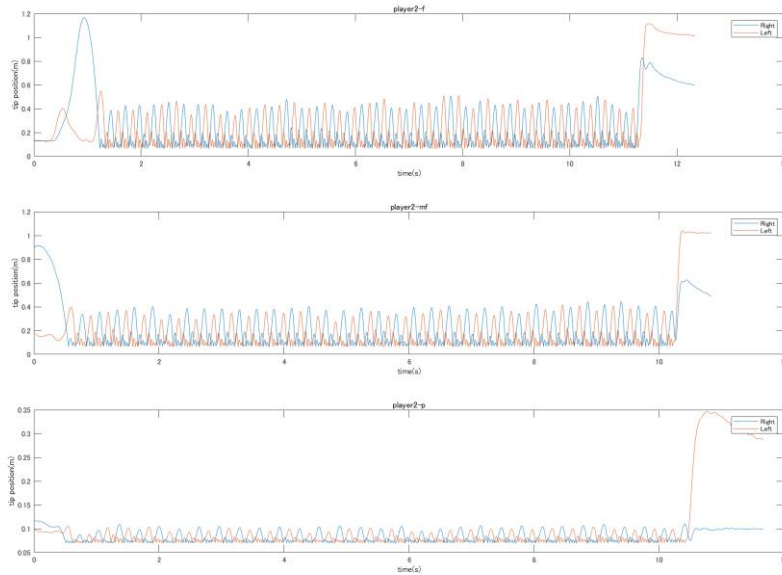 player2-f
tip position(m)
1.2
1
0.8
0.6
0.4
0.2
0
0 2 4 6 8 10 12
time(s)
Right
Left
player2-mf
tip position(m)
1.2
1
0.8
0.6
0.4
0.2
0
0 2 4 6 8 10
time(s)
Right
Left
player2-p
tip position(m)
0.35
0.3
0.25
0.2
0.15
0.1
0.05
0 2 4 6 8 10
time(s)
Right
Left